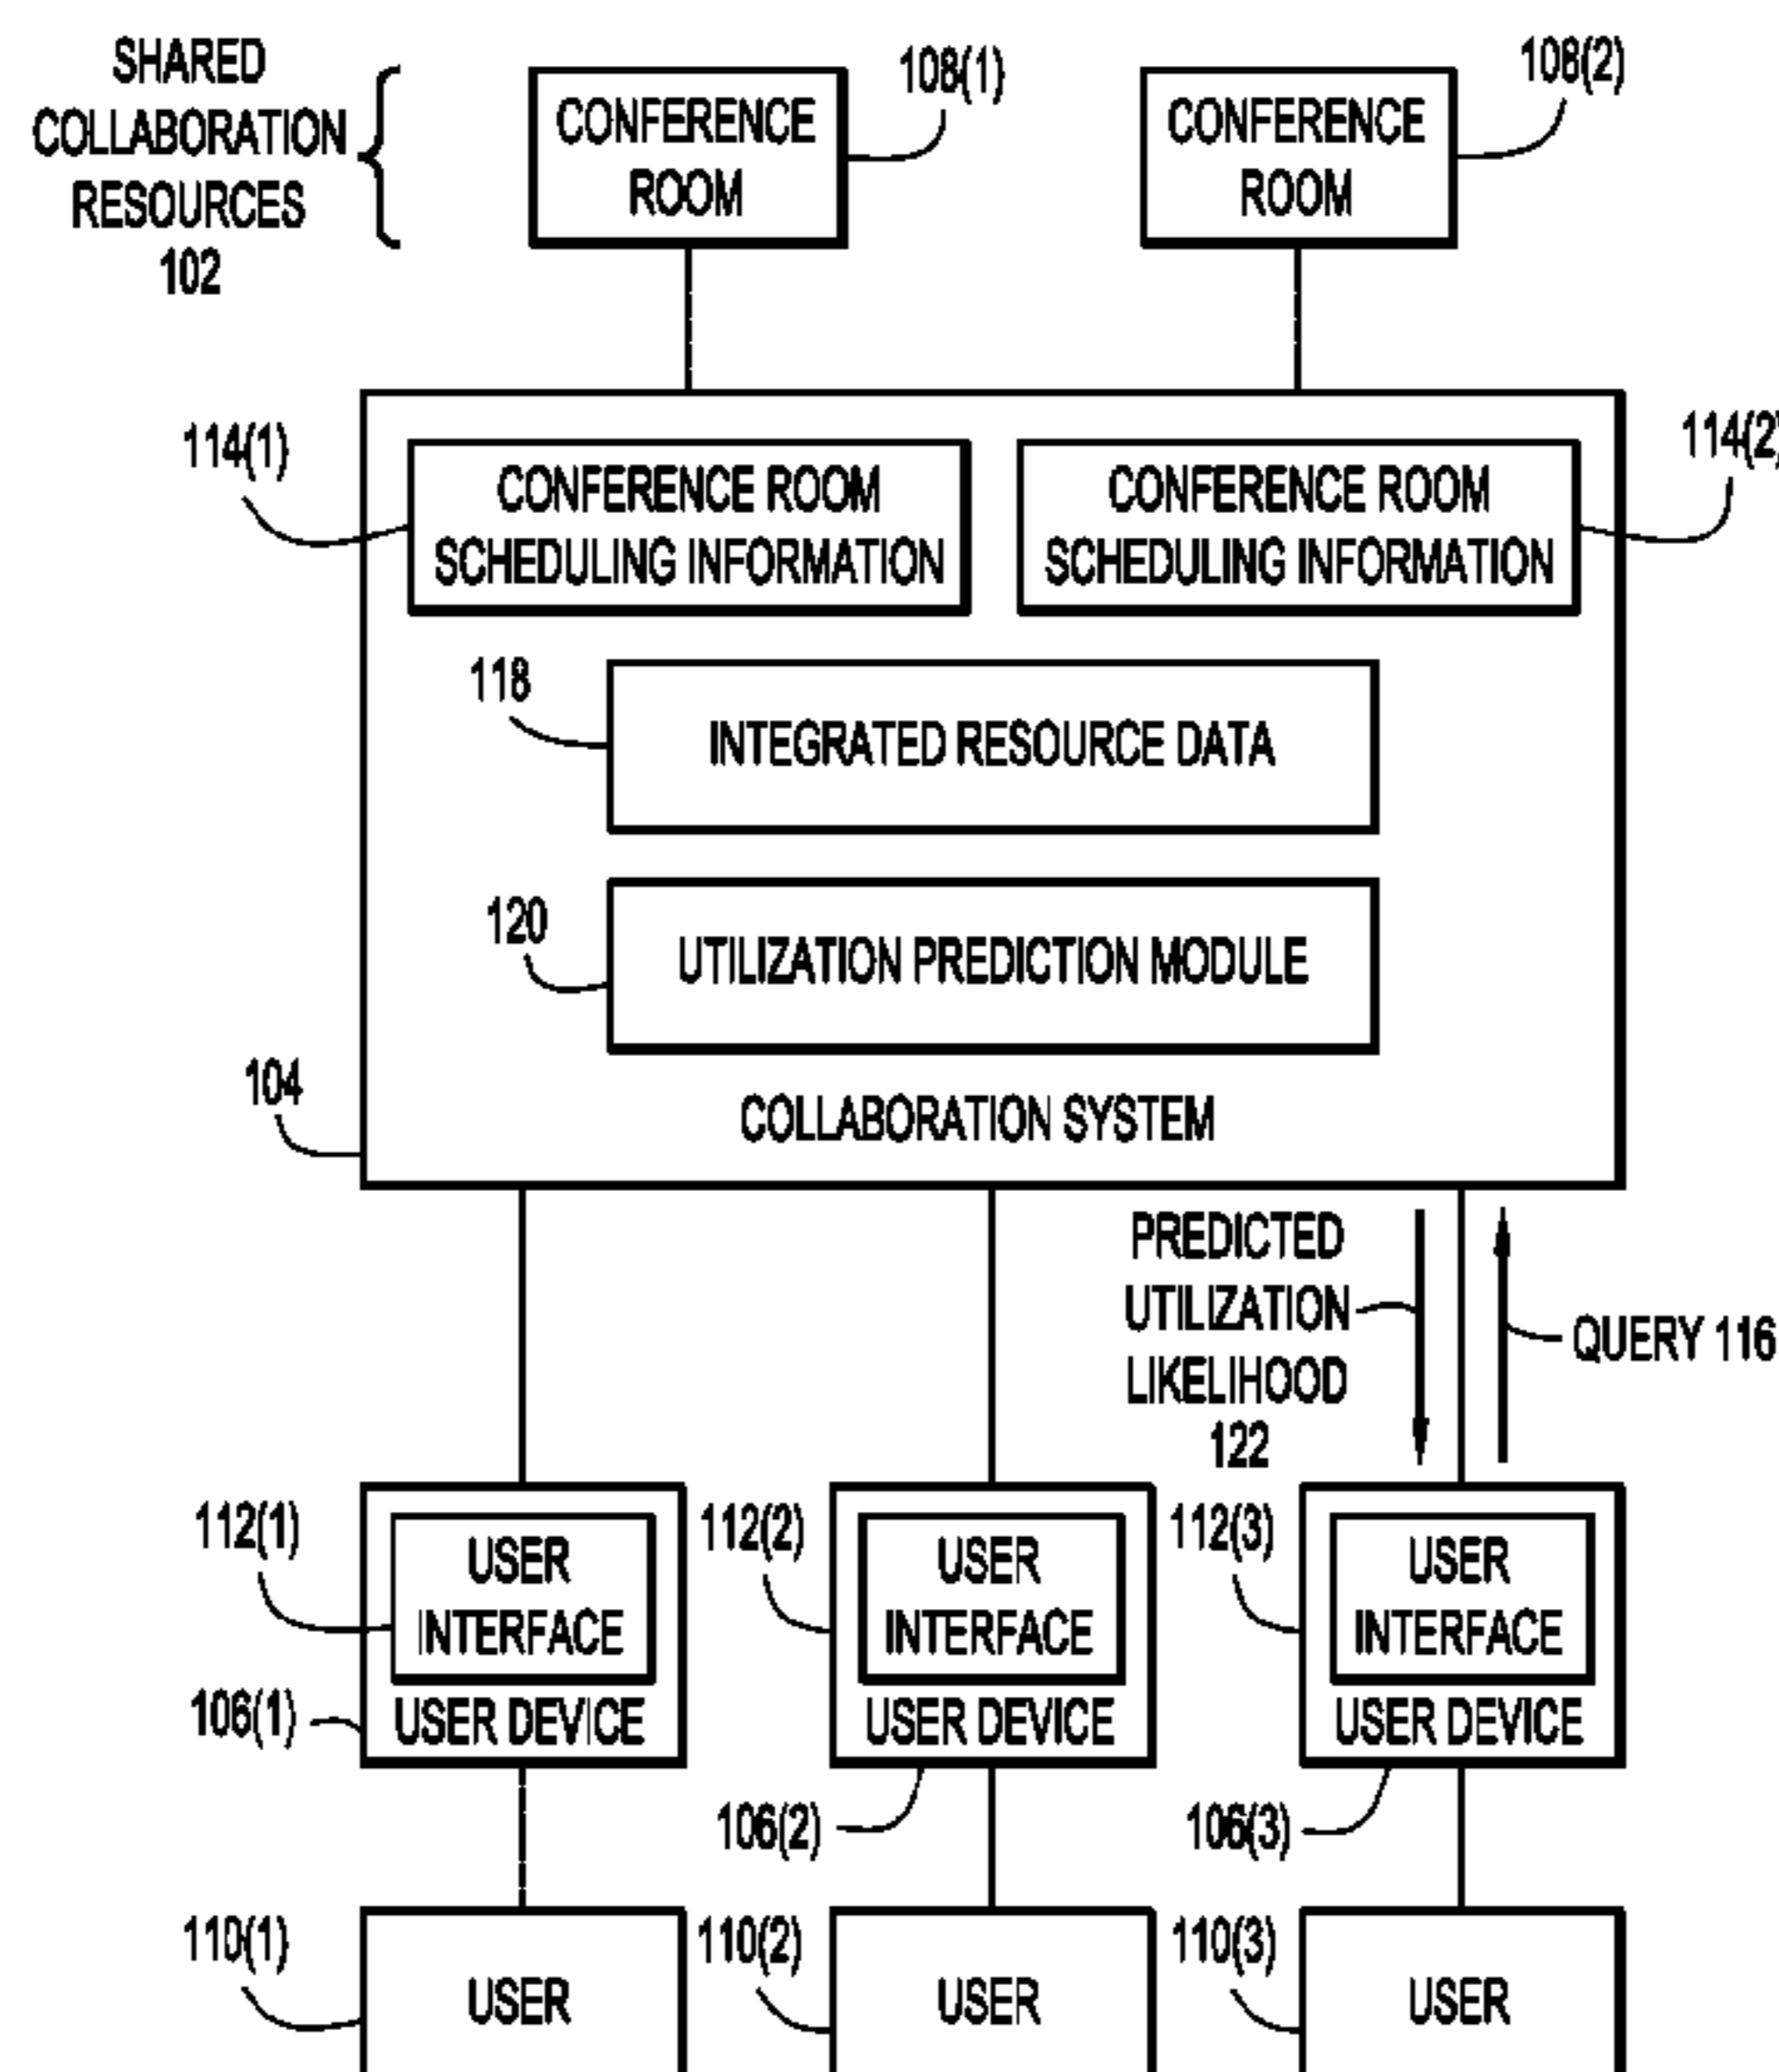 SHARED
COLLABORATION
RESOURCES
102
CONFERENCE
ROOM
108(1)
CONFERENCE
ROOM
108(2)
114(1)
CONFERENCE ROOM
SCHEDULING INFORMATION
CONFERENCE ROOM
SCHEDULING INFORMATION
114(2)
118
INTEGRATED RESOURCE DATA
120
UTILIZATION PREDICTION MODULE
104
COLLABORATION SYSTEM
PREDICTED
UTILIZATION
LIKELIHOOD
122
QUERY 116
112(1)
USER
INTERFACE
USER DEVICE
106(1)
112(2)
USER
INTERFACE
USER DEVICE
106(2)
112(3)
USER
INTERFACE
USER DEVICE
106(3)
110(1)
USER
110(2)
USER
110(3)
USER